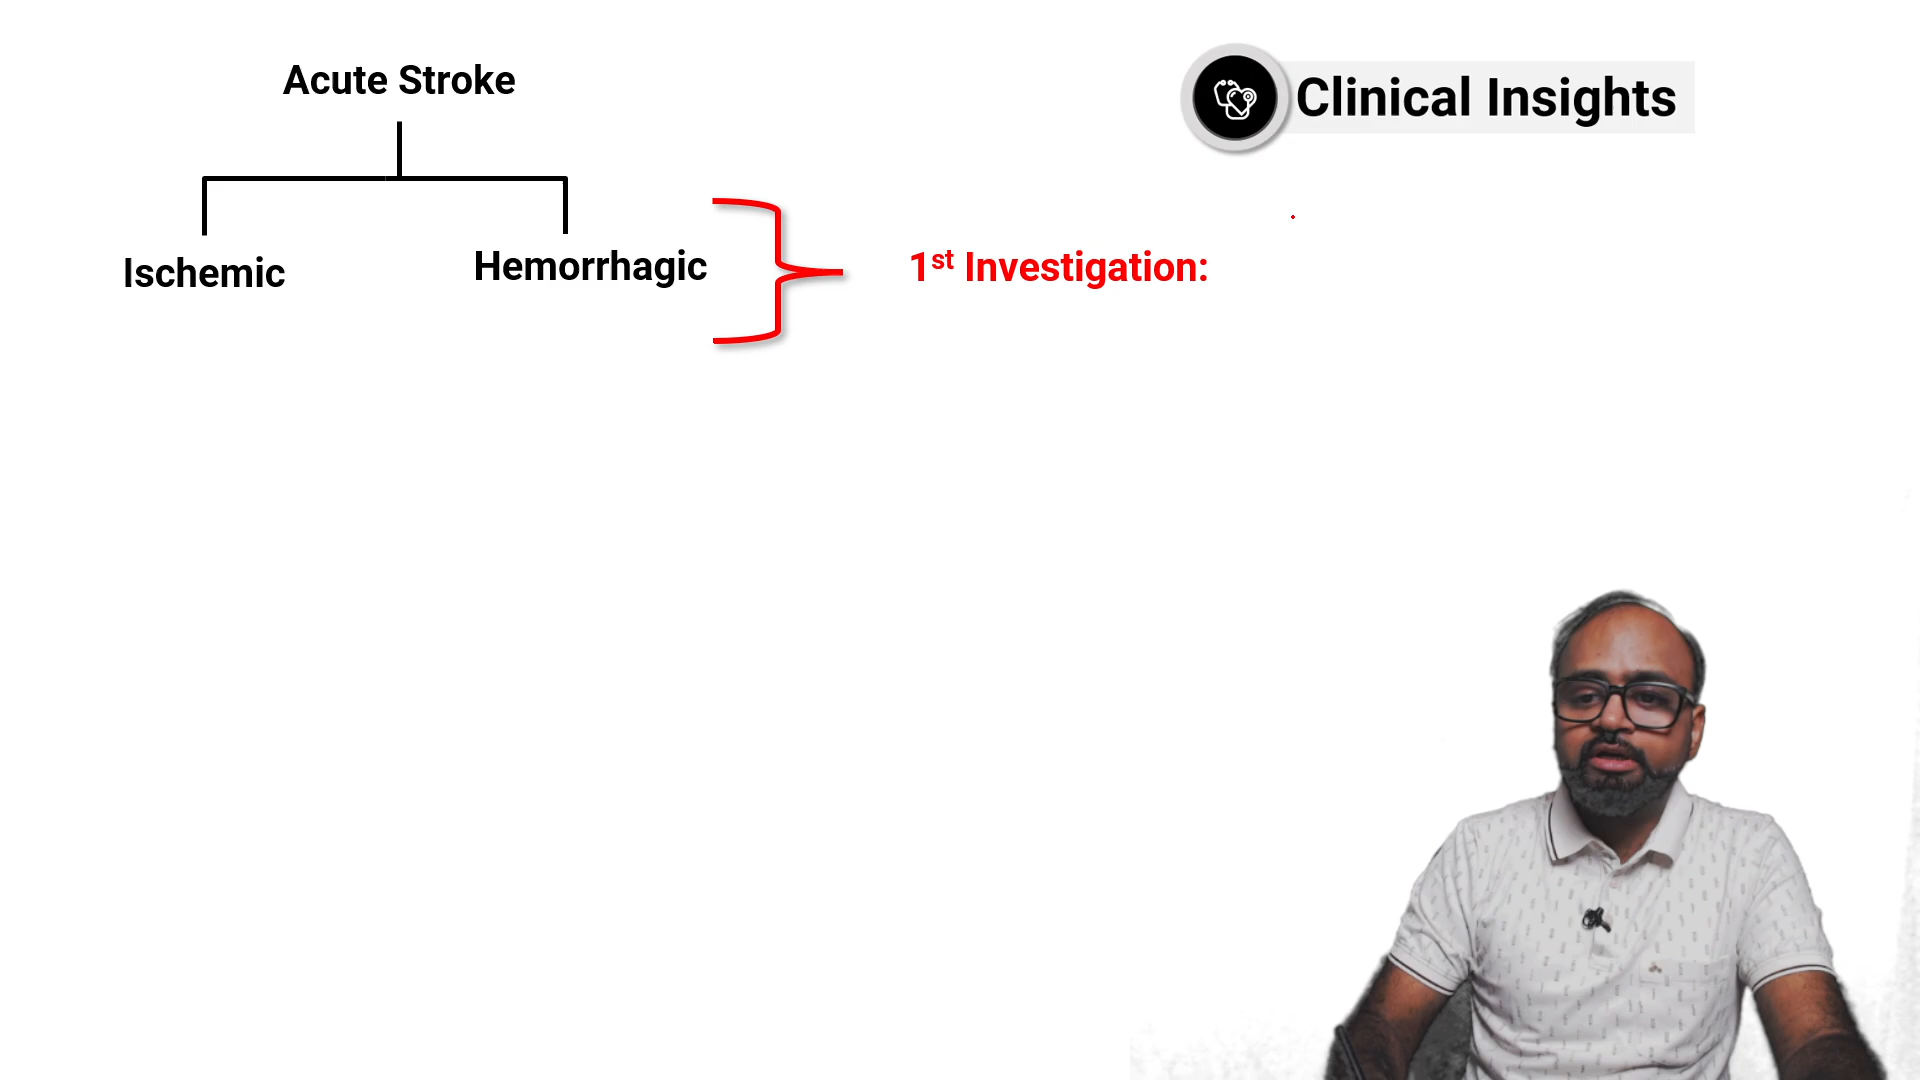 Acute Stroke
Clinical Insights
Ischemic
Hemorrhagic
1st Investigation: